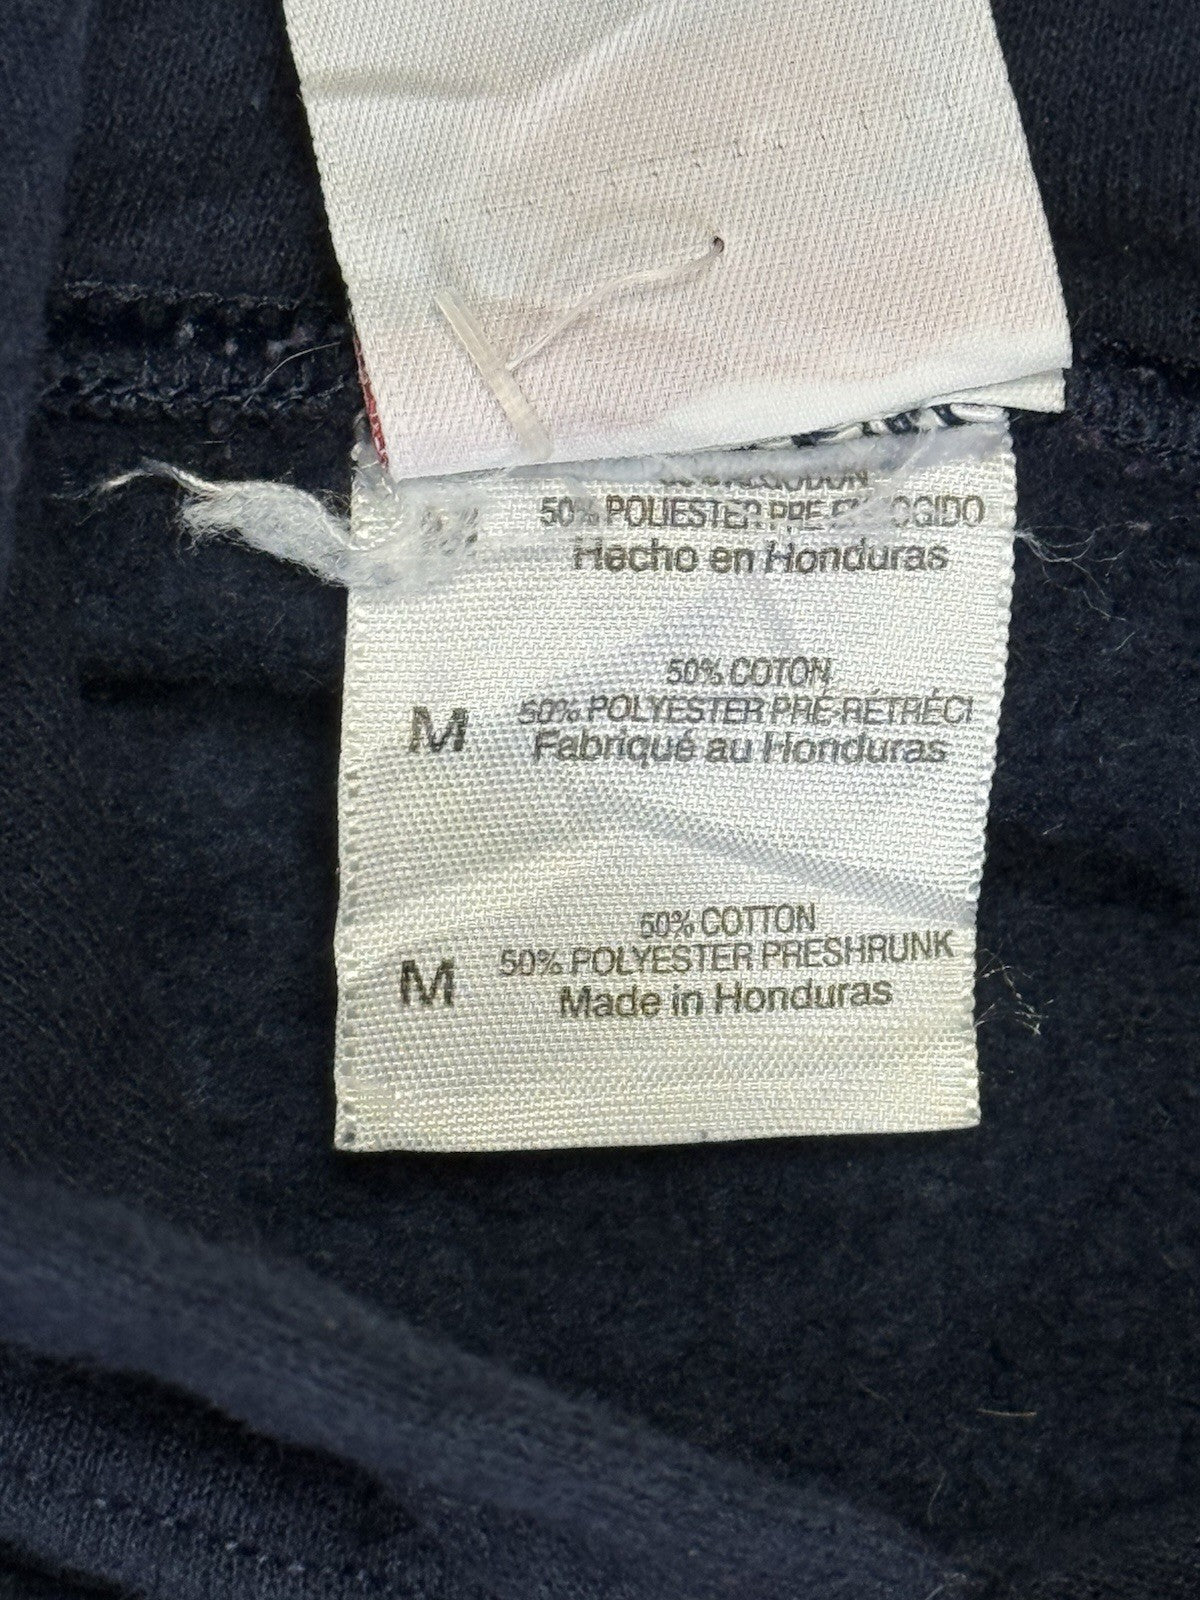 ALGODON
50% POLIESTER PRE ENCOGIDO
Hecho en Honduras
50% COTON
M 50% POLYESTER PRÉ-RÉTRÉCI
Fabriqué au Honduras
50% COTTON
M 50% POLYESTER PRESHRUNK
Made in Honduras